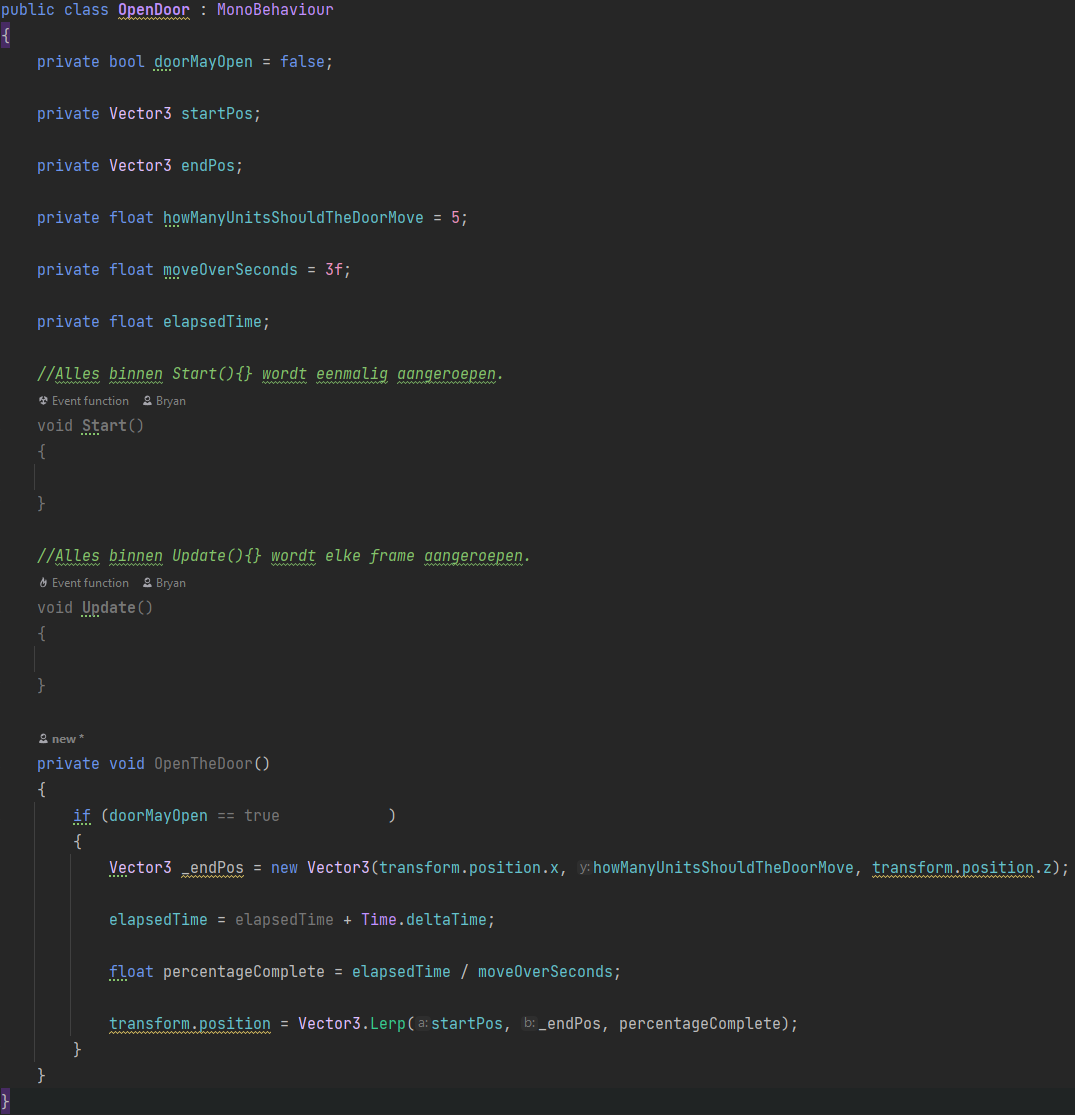 public class OpenDoor : MonoBehaviour
{
private bool doorMayOpen = false;
private Vector3 startPos;
private Vector3 endPos;
private float howManyUnitsShouldTheDoorMove = 5;
private float moveOverSeconds = 3f;
private float elapsedTime;
//Alles binnen Start(){} wordt eenmalig aangeroepen.
Event function Bryan
void Start()
{
}
//Alles binnen Update(){} wordt elke frame aangeroepen.
Event function Bryan
void Update()
{
}
new *
private void OpenTheDoor()
{
if (doorMayOpen == true )
{
Vector3 _endPos = new Vector3(transform.position.x, y: howManyUnitsShouldTheDoorMove, transform.position.z);
elapsedTime = elapsedTime + Time.deltaTime;
float percentageComplete = elapsedTime / moveOverSeconds;
transform.position = Vector3.Lerp( a: startPos, b: _endPos, percentageComplete);
}
}
}